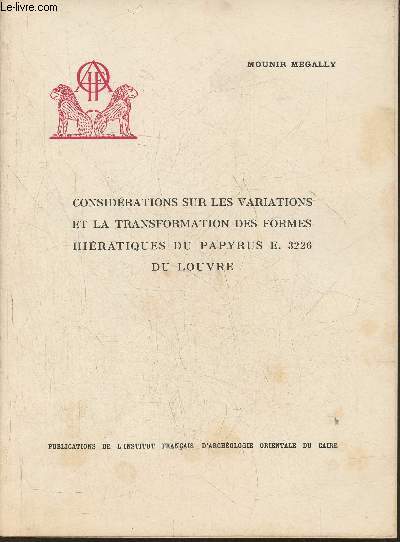 Le-livre.com
MOUNIR MEGALLY
CONSIDÉRATIONS SUR LES VARIATIONS
ET LA TRANSFORMATION DES FORMES
HIÉRATIQUES DU PAPYRUS E. 3226
DU LOUVRE
PUBLICATIONS DE L'INSTITUT FRANÇAIS D'ARCHÉOLOGIE ORIENTALE DU CAIRE